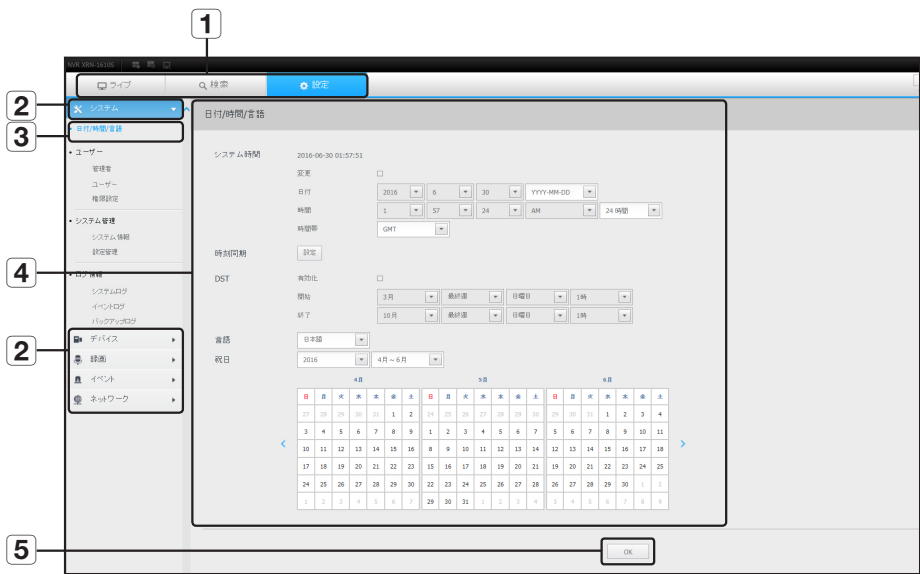 1
NVR XRN-1610S
ライブ 検索 設定
2
システム
日付/時間/言語
3
日付/時間/言語
ユーザー
管理者
ユーザー
権限設定
システム管理
システム情報
設定管理
4
ログ情報
システムログ
イベントログ
バックアップログ
2
デバイス
録画
イベント
ネットワーク
システム時間 2016-06-30 01:57:51
変更
日付 2016 6 30 YYYY-MM-DD
時間 1 57 24 AM 24 時間
時間帯 GMT
時刻同期 設定
DST 有効化
開始 3月 最終週 日曜日 1時
終了 10月 最終週 日曜日 1時
言語 日本語
祝日 2016 4月～6月
4月 5月 6月
日 月 火 水 木 金 土 日 月 火 水 木 金 土 日 月 火 水 木 金 土
27 28 29 30 31 1 2 24 25 26 27 28 29 30 29 30 31 1 2 3 4
3 4 5 6 7 8 9 1 2 3 4 5 6 7 5 6 7 8 9 10 11
10 11 12 13 14 15 16 8 9 10 11 12 13 14 12 13 14 15 16 17 18
17 18 19 20 21 22 23 15 16 17 18 19 20 21 19 20 21 22 23 24 25
24 25 26 27 28 29 30 22 23 24 25 26 27 28 26 27 28 29 30 1 2
1 2 3 4 5 6 7 29 30 31 1 2 3 4 3 4 5 6 7 8 9
5
OK